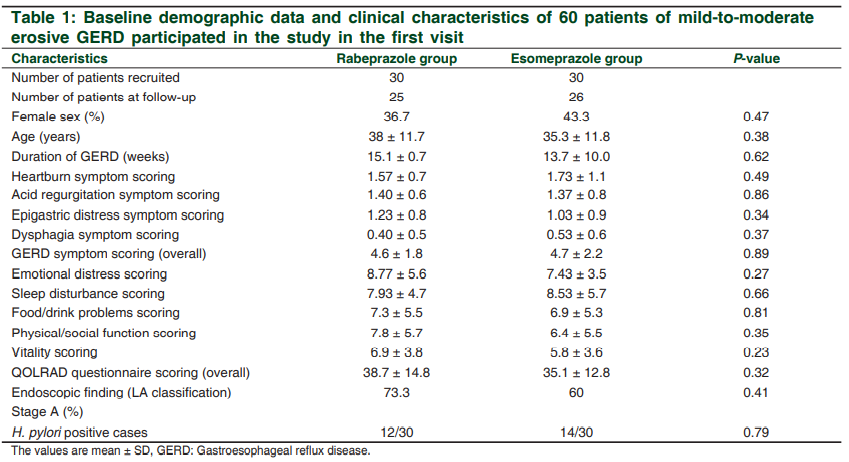 Table 1: Baseline demographic data and clinical characteristics of 60 patients of mild-to-moderate
erosive GERD participated in the study in the first visit
Characteristics Rabeprazole group Esomeprazole group P-value
Number of patients recruited 30 30
Number of patients at follow-up 25 26
Female sex (%) 36.7 43.3 0.47
Age (years) 38 ± 11.7 35.3 ± 11.8 0.38
Duration of GERD (weeks) 15.1 ± 0.7 13.7 ± 10.0 0.62
Heartburn symptom scoring 1.57 ± 0.7 1.73 ± 1.1 0.49
Acid regurgitation symptom scoring 1.40 ± 0.6 1.37 ± 0.8 0.86
Epigastric distress symptom scoring 1.23 ± 0.8 1.03 ± 0.9 0.34
Dysphagia symptom scoring 0.40 ± 0.5 0.53 ± 0.6 0.37
GERD symptom scoring (overall) 4.6 ± 1.8 4.7 ± 2.2 0.89
Emotional distress scoring 8.77 ± 5.6 7.43 ± 3.5 0.27
Sleep disturbance scoring 7.93 ± 4.7 8.53 ± 5.7 0.66
Food/drink problems scoring 7.3 ± 5.5 6.9 ± 5.3 0.81
Physical/social function scoring 7.8 ± 5.7 6.4 ± 5.5 0.35
Vitality scoring 6.9 ± 3.8 5.8 ± 3.6 0.23
QOLRAD questionnaire scoring (overall) 38.7 ± 14.8 35.1 ± 12.8 0.32
Endoscopic finding (LA classification) 73.3 60 0.41
Stage A (%)
H. pylori positive cases 12/30 14/30 0.79
The values are mean ± SD, GERD: Gastroesophageal reflux disease.